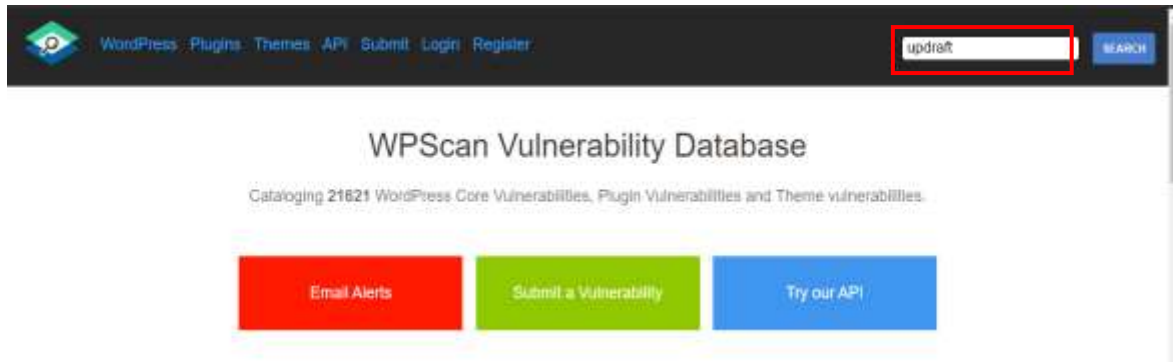 WordPress Plugins Themes API Submit Login Register
updraft
SEARCH
WPScan Vulnerability Database
Cataloging 21621 WordPress Core Vulnerabilities, Plugin Vulnerabilities and Theme vulnerabilities.
Email Alerts
Submit a Vulnerability
Try our API